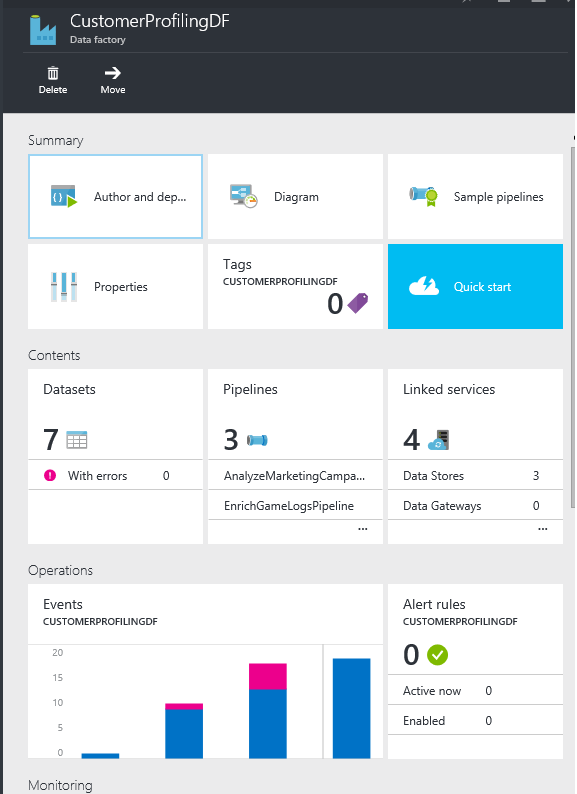 CustomerProfilingDF
Data factory
Delete
Move
Summary
Author and dep...
Diagram
Sample pipelines
Properties
Tags
CUSTOMERPROFILINGDF
0
Quick start
Contents
Datasets
7
With errors 0
Pipelines
3
AnalyzeMarketingCampa...
EnrichGameLogsPipeline
...
Linked services
4
Data Stores 3
Data Gateways 0
...
Operations
Events
CUSTOMERPROFILINGDF
20
15
10
5
0
Alert rules
CUSTOMERPROFILINGDF
0
Active now 0
Enabled 0
Monitoring